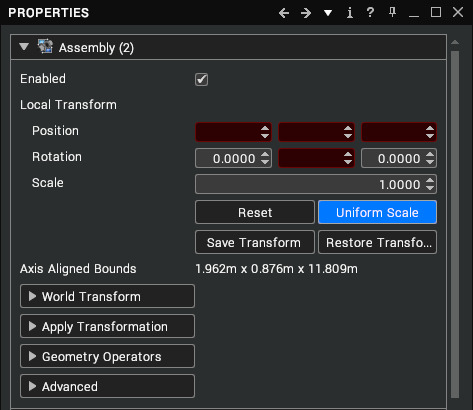 PROPERTIES
Assembly (2)
Enabled
Local Transform
Position
Rotation 0.0000 0.0000
Scale 1.0000
Reset Uniform Scale
Save Transform Restore Transfo...
Axis Aligned Bounds 1.962m x 0.876m x 11.809m
World Transform
Apply Transformation
Geometry Operators
Advanced